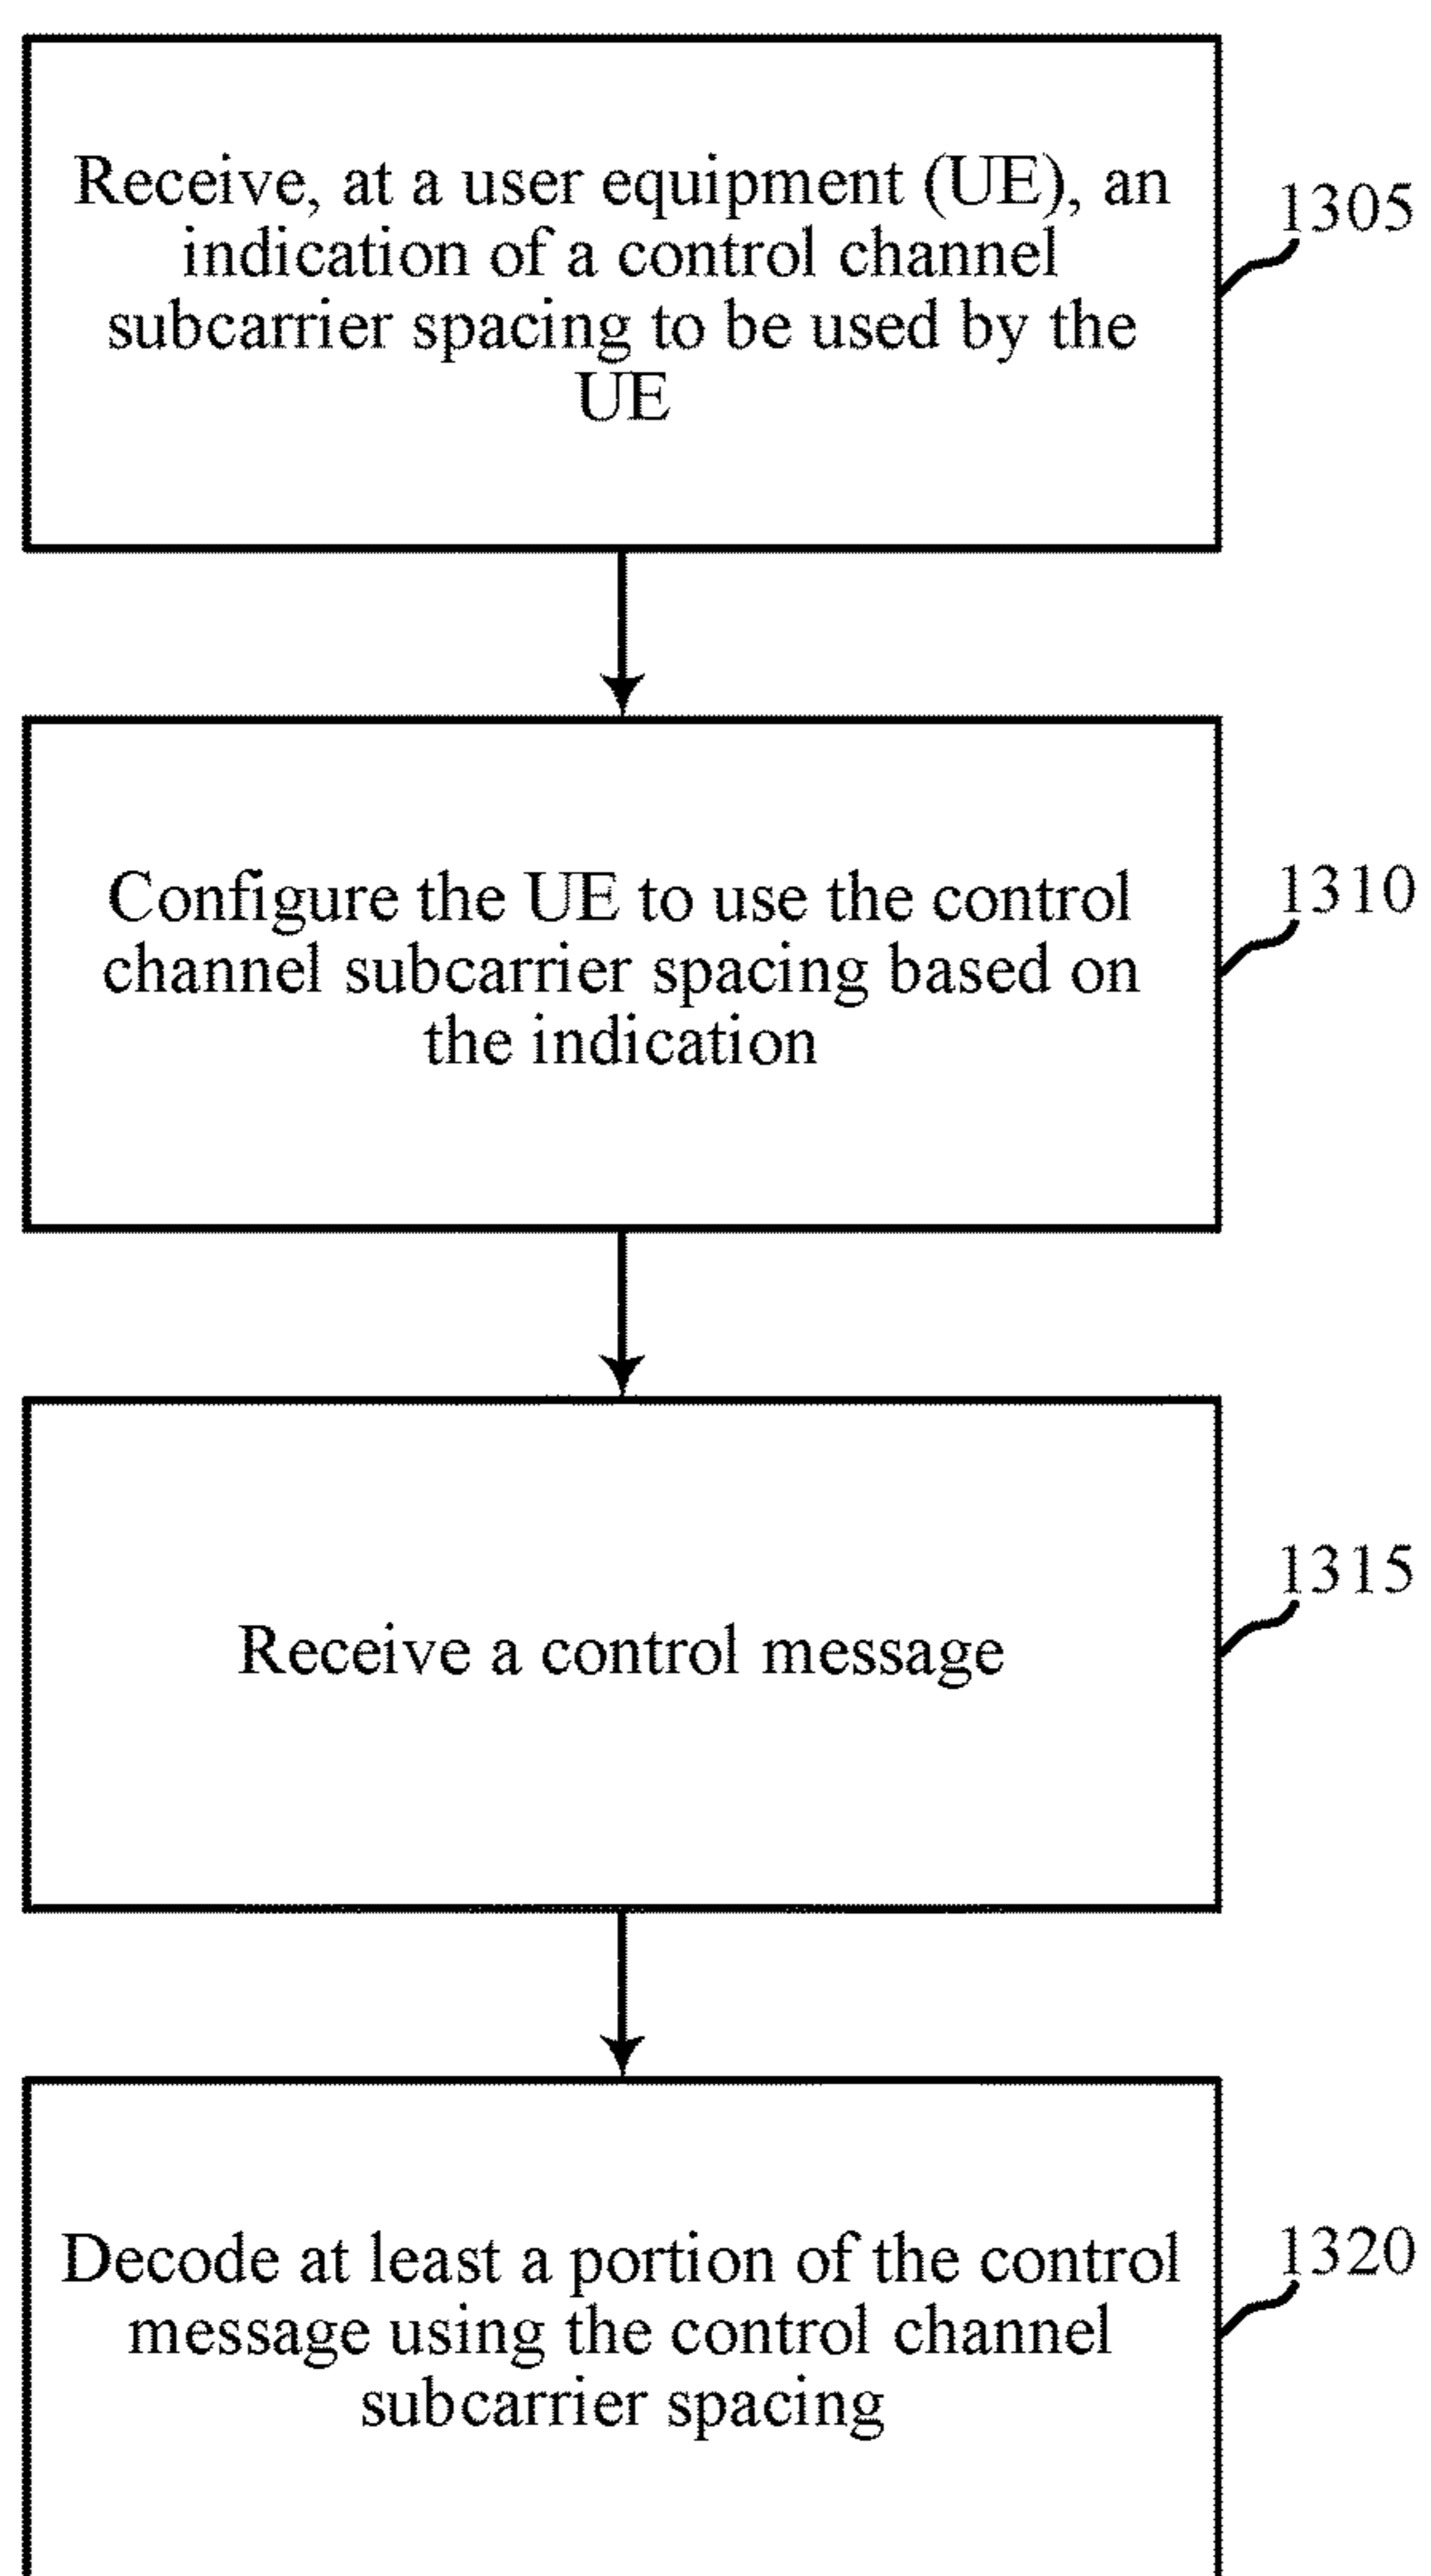 Receive, at a user equipment (UE), an
indication of a control channel
subcarrier spacing to be used by the
UE
1305
Configure the UE to use the control
channel subcarrier spacing based on
the indication
1310
Receive a control message
1315
Decode at least a portion of the control
message using the control channel
subcarrier spacing
1320